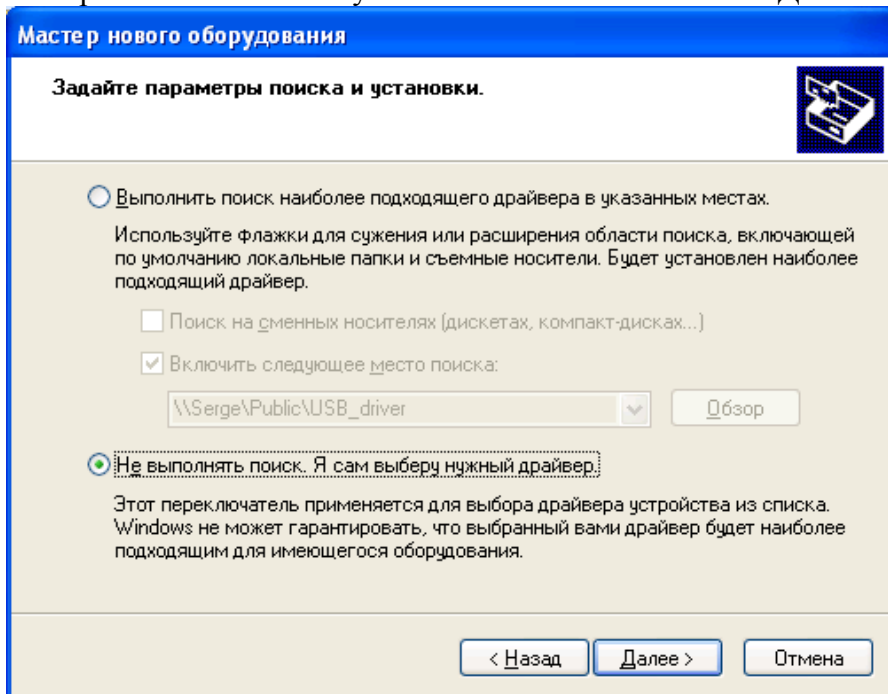 Мастер нового оборудования
Задайте параметры поиска и установки.
Выполнить поиск наиболее подходящего драйвера в указанных местах.
Используйте флажки для сужения или расширения области поиска, включающей
по умолчанию локальные папки и съемные носители. Будет установлен наиболее
подходящий драйвер.
Поиск на сменных носителях (дискетах, компакт-дисках...)
Включить следующее место поиска:
\\Serge\Public\USB_driver
Обзор
Не выполнять поиск. Я сам выберу нужный драйвер.
Этот переключатель применяется для выбора драйвера устройства из списка.
Windows не может гарантировать, что выбранный вами драйвер будет наиболее
подходящим для имеющегося оборудования.
< Назад Далее > Отмена